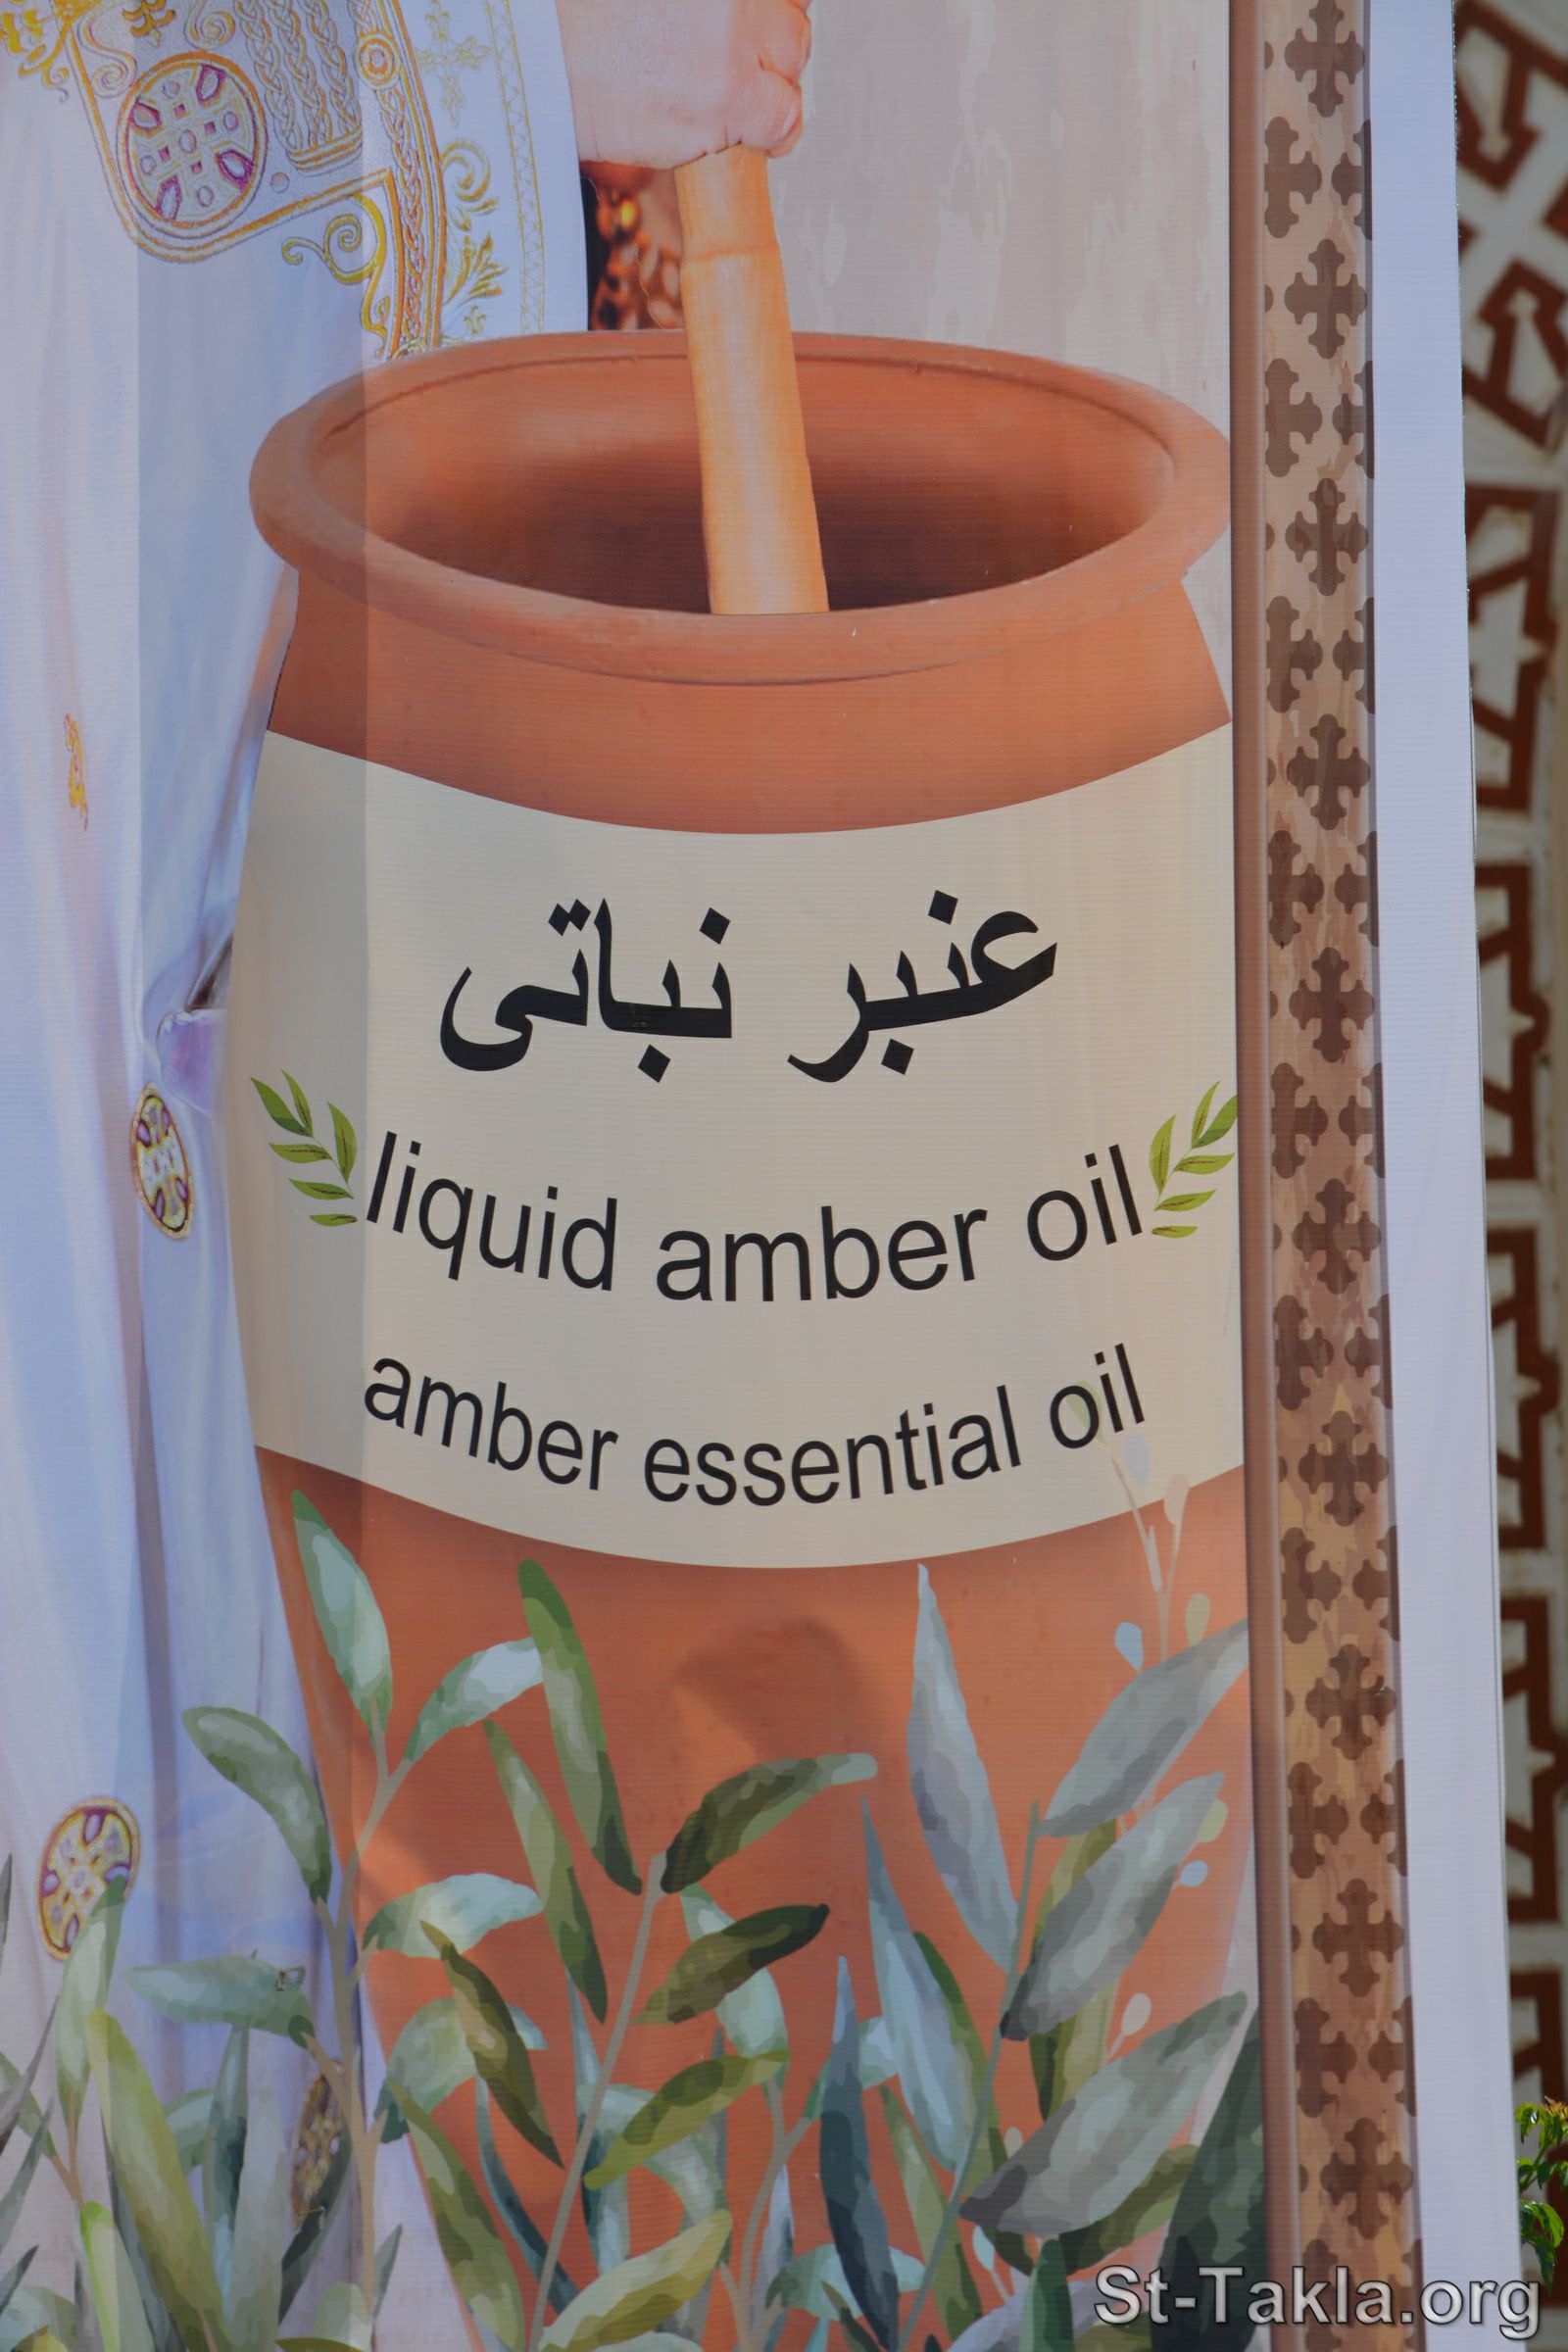 عنبر نباتى
liquid amber oil
amber essential oil
St-Takla.org